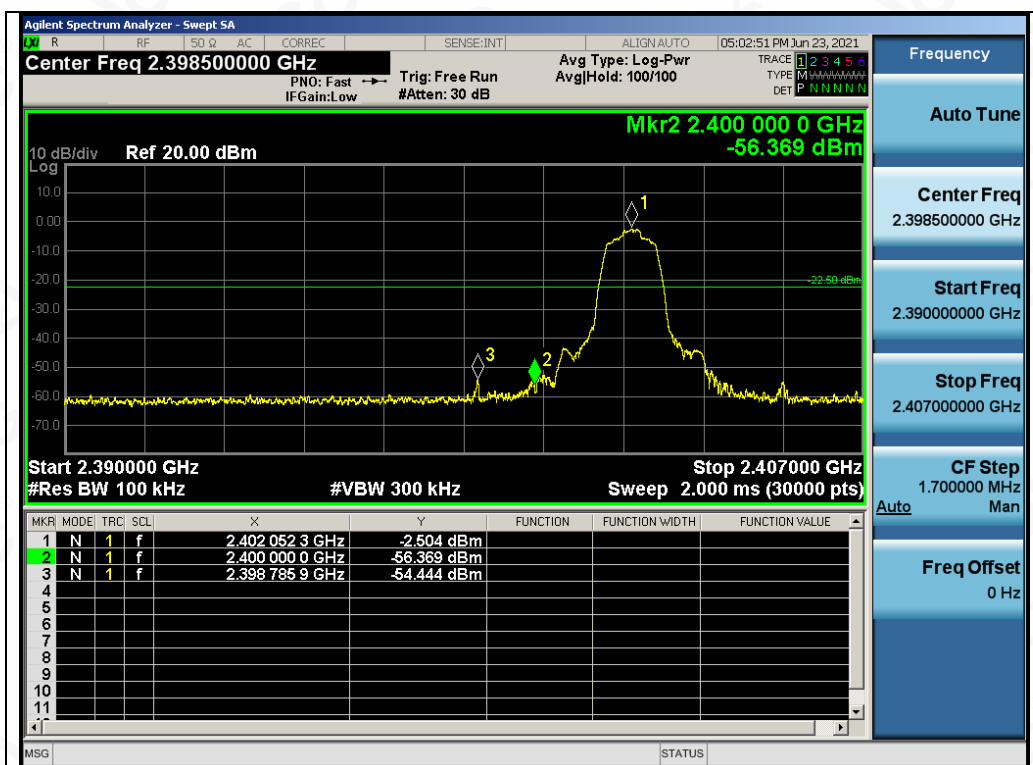 Agilent Spectrum Analyzer - Swept SA
LXI R RF 50 Ω AC CORREC SENSE:INT ALIGN AUTO 05:02:51 PM Jun 23, 2021
Center Freq 2.398500000 GHz
PNO: Fast
IFGain:Low
Trig: Free Run
#Atten: 30 dB
Avg Type: Log-Pwr
Avg|Hold: 100/100
TRACE 1 2 3 4 5 6
TYPE M WWWWW
DET P N N N N N
Mkr2 2.400 000 0 GHz
-56.369 dBm
10 dB/div Ref 20.00 dBm
Log
10.0
0.00
-10.0
-20.0
-30.0
-40.0
-50.0
-60.0
-70.0
1
-22.50 dBm
3
2
Start 2.390000 GHz Stop 2.407000 GHz
#Res BW 100 kHz #VBW 300 kHz Sweep 2.000 ms (30000 pts)
MKR MODE TRC SCL X Y FUNCTION FUNCTION WIDTH FUNCTION VALUE
1 N 1 f 2.402 052 3 GHz -2.504 dBm
2 N 1 f 2.400 000 0 GHz -56.369 dBm
3 N 1 f 2.398 785 9 GHz -54.444 dBm
4
5
6
7
8
9
10
11
MSG STATUS
Frequency
Auto Tune
Center Freq
2.398500000 GHz
Start Freq
2.390000000 GHz
Stop Freq
2.407000000 GHz
CF Step
1.700000 MHz
Auto Man
Freq Offset
0 Hz